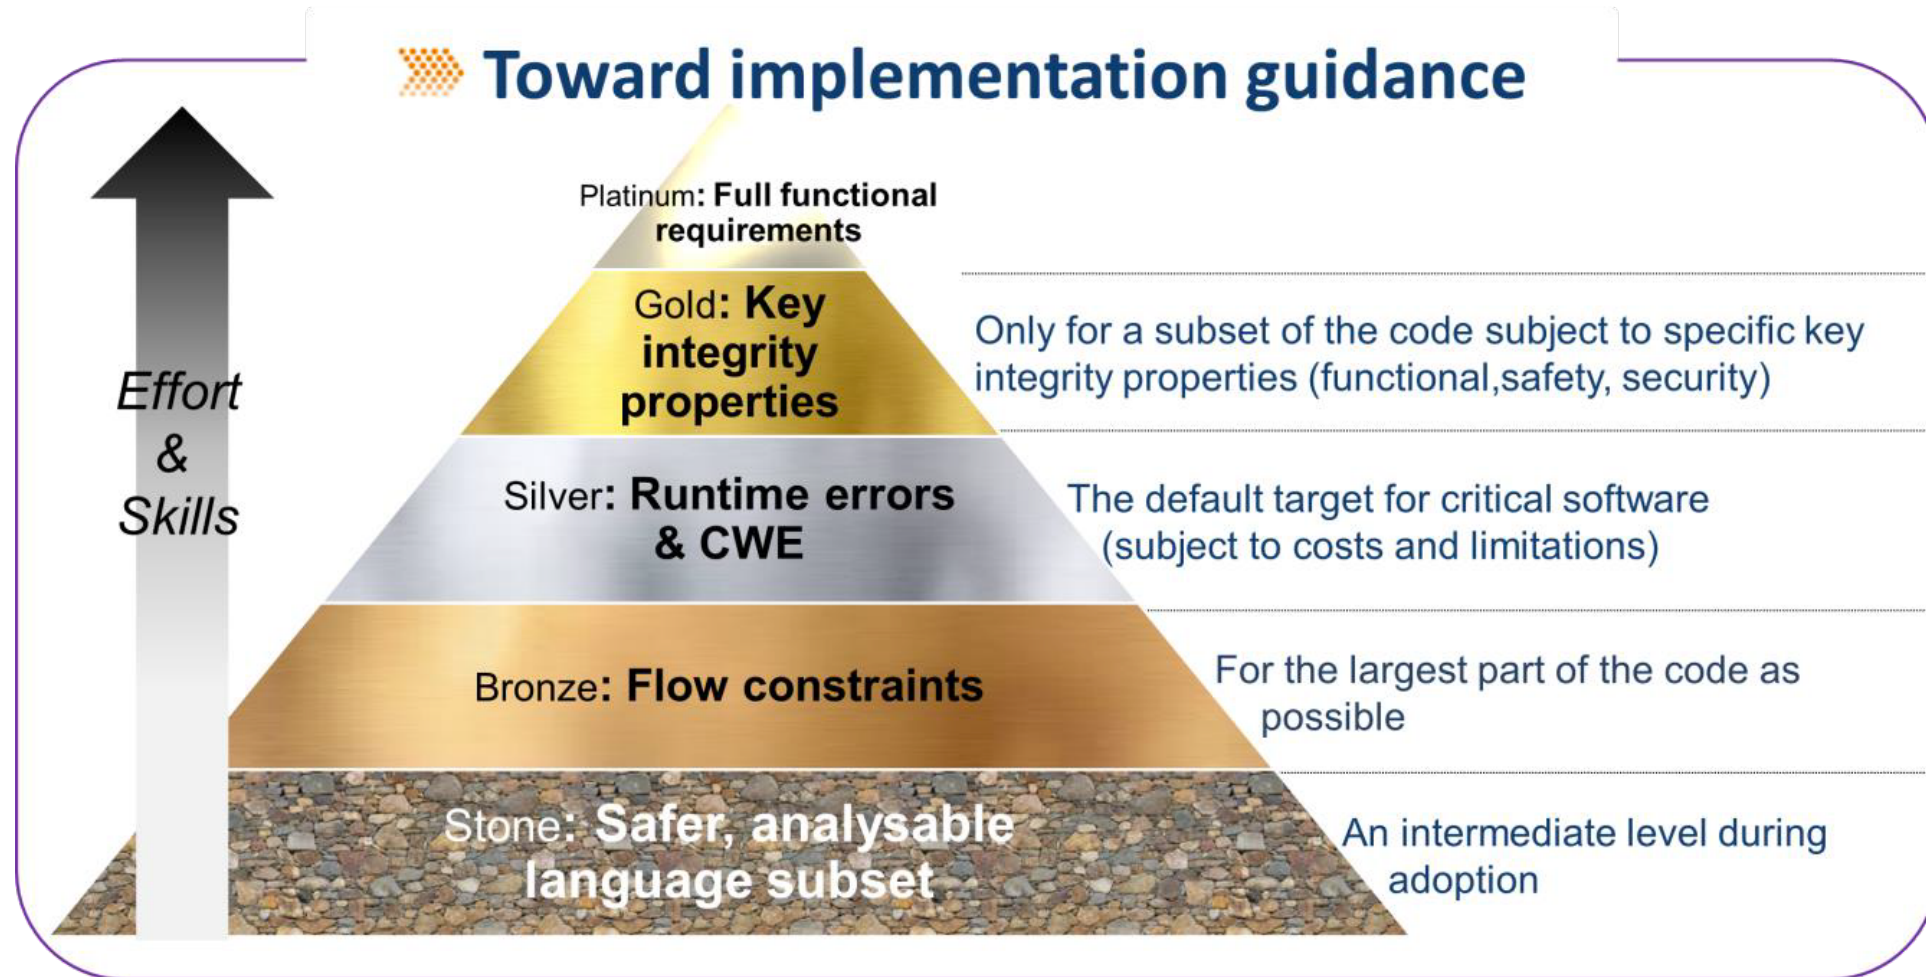 Toward implementation guidance
Effort
&
Skills
Platinum: Full functional
requirements
Gold: Key
integrity
properties
Only for a subset of the code subject to specific key
integrity properties (functional,safety, security)
Silver: Runtime errors
& CWE
The default target for critical software
(subject to costs and limitations)
Bronze: Flow constraints
For the largest part of the code as
possible
Stone: Safer, analysable
language subset
An intermediate level during
adoption